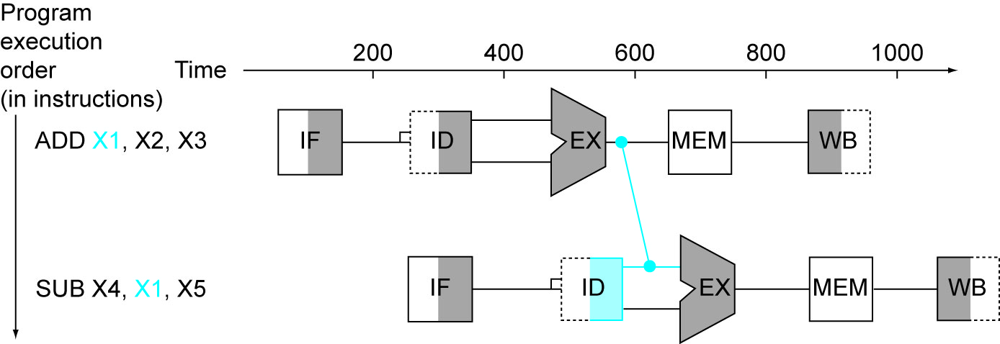 Program
execution
order
(in instructions)
Time
200 400 600 800 1000
ADD X1, X2, X3
IF ID EX MEM WB
SUB X4, X1, X5
IF ID EX MEM WB